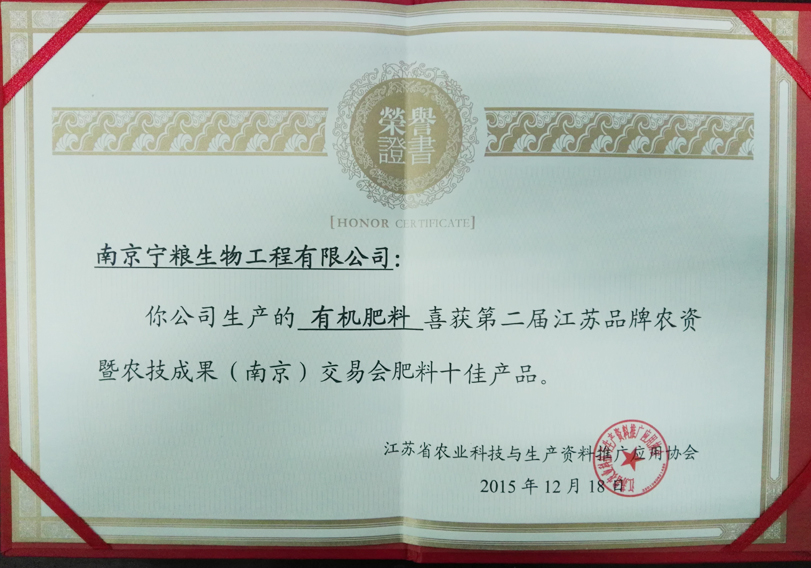 榮譽
證書
[HONOR CERTIFICATE]
南京宁粮生物工程有限公司：
你公司生产的 有机肥料 喜获第二届江苏品牌农资
暨农技成果（南京）交易会肥料十佳产品。
江苏省农业科技与生产资料推广应用协会
2015年12月18日